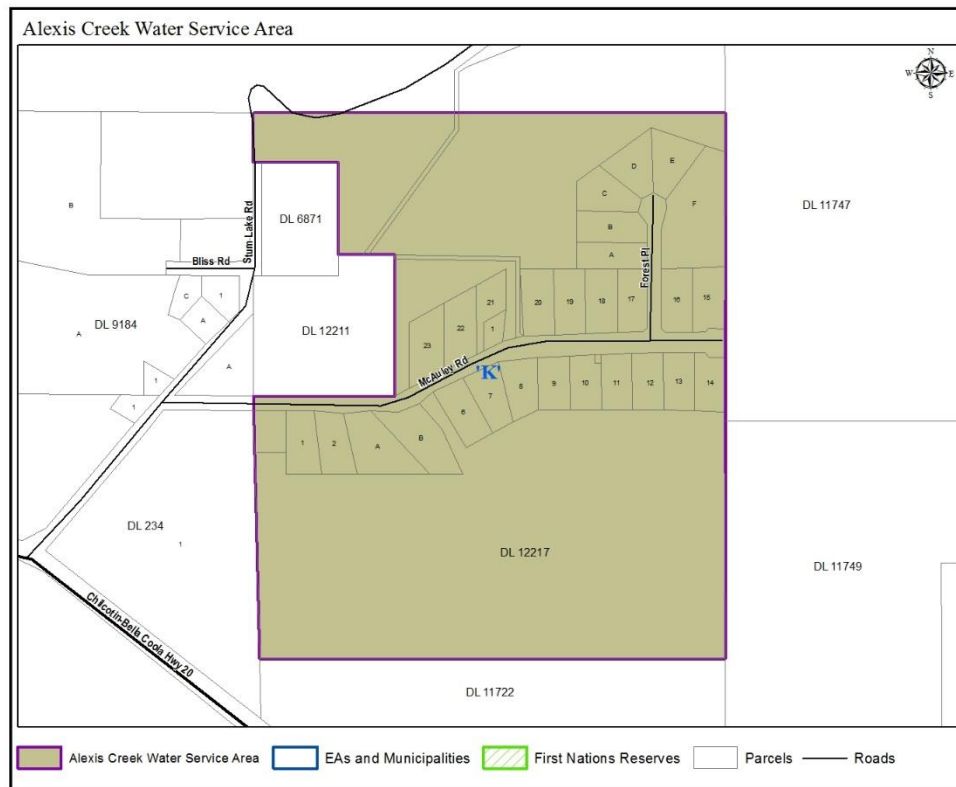 Alexis Creek Water Service Area
N
W E
S
B
DL 6871
Stum-Lake Rd
Bliss Rd
DL 9184
A
C
1
A
A
1
1
DL 12211
DL 11747
D
E
C
F
B
A
Forest Pl
21
22
23
1
20
19
18
17
16
15
McAuley Rd
'K'
6
7
8
9
10
11
12
13
14
1
2
A
B
DL 234
1
DL 12217
DL 11749
Chilcotin-Bella Coola Hwy 20
DL 11722
Alexis Creek Water Service Area
EAs and Municipalities
First Nations Reserves
Parcels
Roads